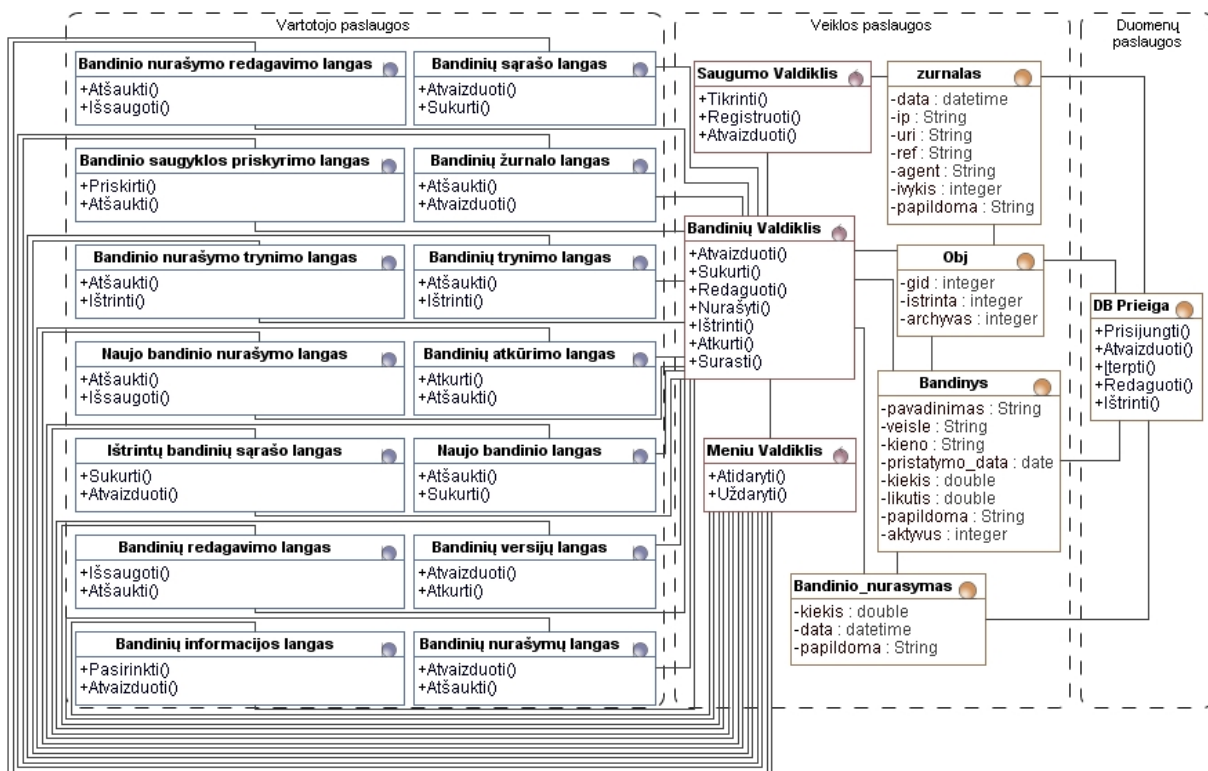 Vartotojo paslaugos
Bandinio nurašymo redagavimo langas
+Atšaukti()
+Išsaugoti()
Bandinių sąrašo langas
+Atvaizduoti()
+Sukurti()
Bandinio saugyklos priskyrimo langas
+Priskirti()
+Atšaukti()
Bandinių žurnalo langas
+Atšaukti()
+Atvaizduoti()
Bandinio nurašymo trynimo langas
+Atšaukti()
+Ištrinti()
Bandinių trynimo langas
+Atšaukti()
+Ištrinti()
Naujo bandinio nurašymo langas
+Atšaukti()
+Išsaugoti()
Bandinių atkūrimo langas
+Atkurti()
+Atšaukti()
Ištrintų bandinių sąrašo langas
+Sukurti()
+Atvaizduoti()
Naujo bandinio langas
+Atšaukti()
+Sukurti()
Bandinių redagavimo langas
+Išsaugoti()
+Atšaukti()
Bandinių versijų langas
+Atvaizduoti()
+Atkurti()
Bandinių informacijos langas
+Pasirinkti()
+Atvaizduoti()
Bandinių nurašymų langas
+Atvaizduoti()
+Atšaukti()
Veiklos paslaugos
Saugumo Valdiklis
+Tikrinti()
+Registruoti()
+Atvaizduoti()
zurnalas
-data : datetime
-ip : String
-uri : String
-ref : String
-agent : String
-ivykis : integer
-papildoma : String
Bandinių Valdiklis
+Atvaizduoti()
+Sukurti()
+Redaguoti()
+Nurašyti()
+Ištrinti()
+Atkurti()
+Surasti()
Obj
-gid : integer
-istrinta : integer
-archyvas : integer
Bandinys
-pavadinimas : String
-veisle : String
-kieno : String
-pristatymo_data : date
-kiekis : double
-likutis : double
-papildoma : String
-aktyvus : integer
Meniu Valdiklis
+Atidaryti()
+Uždaryti()
Bandinio_nurasymas
-kiekis : double
-data : datetime
-papildoma : String
Duomenų
paslaugos
DB Prieiga
+Prisijungti()
+Atvaizduoti()
+Įterpti()
+Redaguoti()
+Ištrinti()